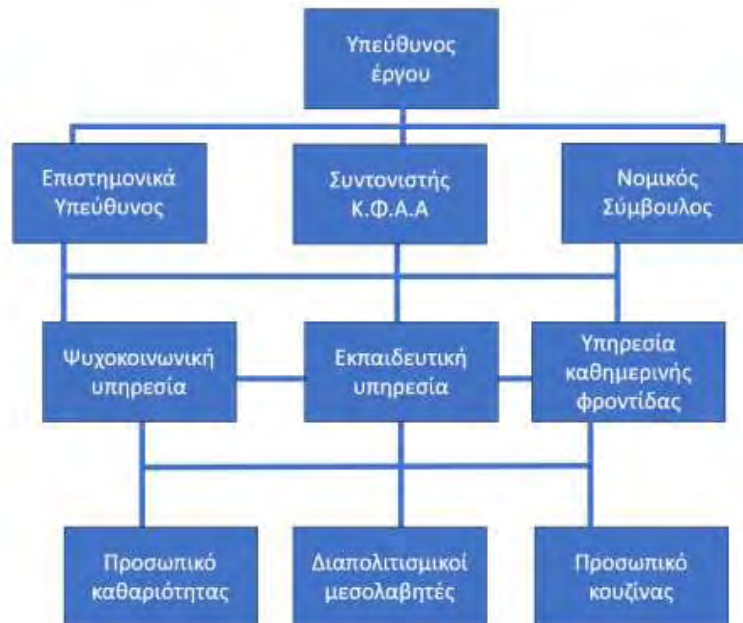 Υπεύθυνος
έργου
Επιστημονικά
Υπεύθυνος
Συντονιστής
Κ.Φ.Α.Α
Νομικός
Σύμβουλος
Ψυχοκοινωνική
υπηρεσία
Εκπαιδευτική
υπηρεσία
Υπηρεσία
καθημερινής
φροντίδας
Προσωπικό
καθαριότητας
Διαπολιτισμικοί
μεσολαβητές
Προσωπικό
κουζίνας